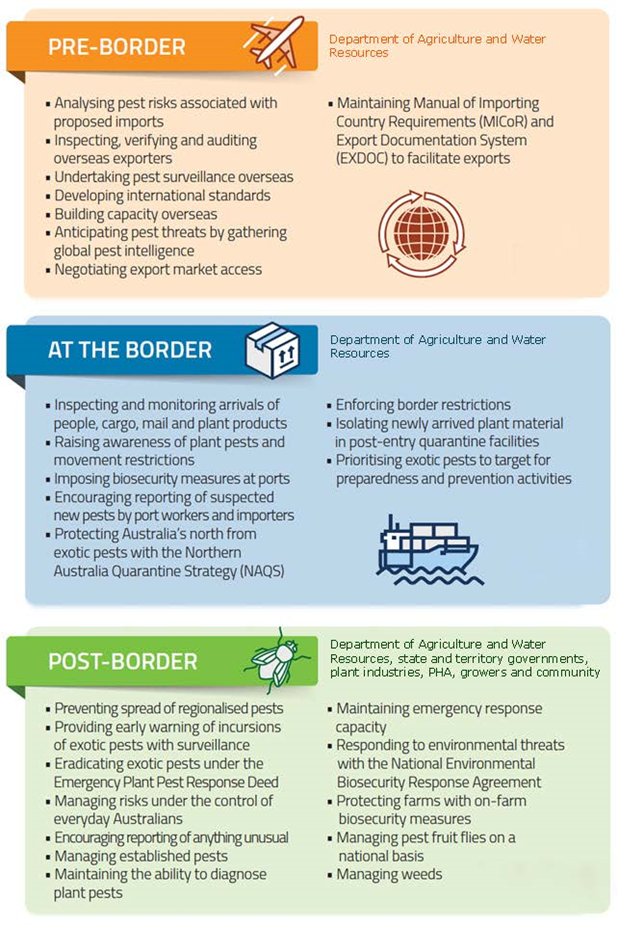 PRE-BORDER
Department of Agriculture and Water
Resources
▪ Analysing pest risks associated with
proposed imports
▪ Inspecting, verifying and auditing
overseas exporters
▪ Undertaking pest surveillance overseas
▪ Developing international standards
▪ Building capacity overseas
▪ Anticipating pest threats by gathering
global pest intelligence
▪ Negotiating export market access
▪ Maintaining Manual of Importing
Country Requirements (MICoR) and
Export Documentation System
(EXDOC) to facilitate exports
AT THE BORDER
Department of Agriculture and Water
Resources
▪ Inspecting and monitoring arrivals of
people, cargo, mail and plant products
▪ Raising awareness of plant pests and
movement restrictions
▪ Imposing biosecurity measures at ports
▪ Encouraging reporting of suspected
new pests by port workers and importers
▪ Protecting Australia's north from
exotic pests with the Northern
Australia Quarantine Strategy (NAQS)
▪ Enforcing border restrictions
▪ Isolating newly arrived plant material
in post-entry quarantine facilities
▪ Prioritising exotic pests to target for
preparedness and prevention activities
POST-BORDER
Department of Agriculture and Water
Resources, state and territory governments,
plant industries, PHA, growers and community
▪ Preventing spread of regionalised pests
▪ Providing early warning of incursions
of exotic pests with surveillance
▪ Eradicating exotic pests under the
Emergency Plant Pest Response Deed
▪ Managing risks under the control of
everyday Australians
▪ Encouraging reporting of anything unusual
▪ Managing established pests
▪ Maintaining the ability to diagnose
plant pests
▪ Maintaining emergency response
capacity
▪ Responding to environmental threats
with the National Environmental
Biosecurity Response Agreement
▪ Protecting farms with on-farm
biosecurity measures
▪ Managing pest fruit flies on a
national basis
▪ Managing weeds